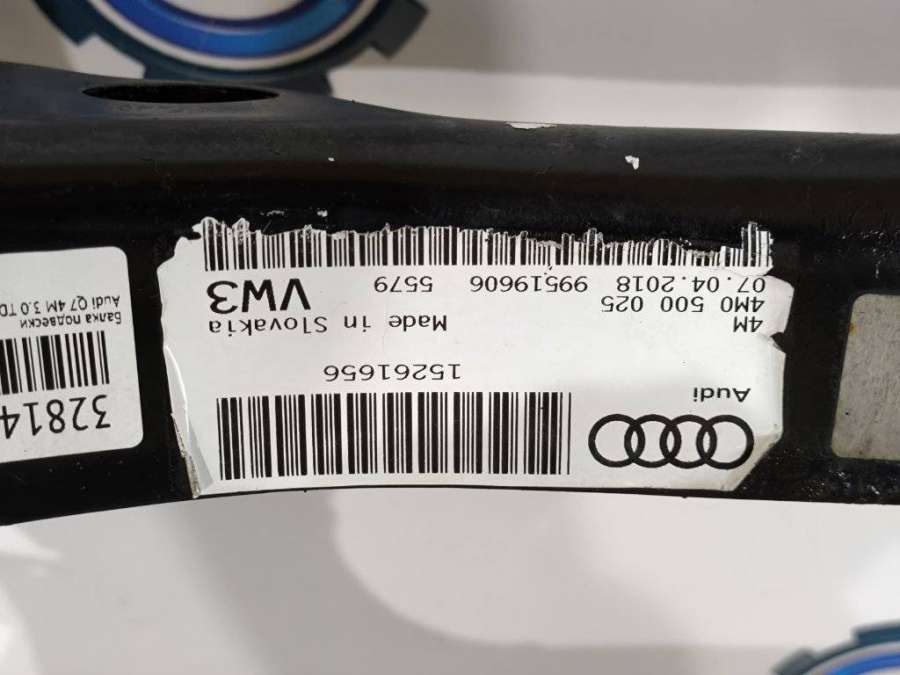 Audi
15261656
4M
4M0 500 025
07.04.2018 99519606 5579
Made in Slovakia
VW3
Балка подвески
Audi Q7 4M 3.0
32814